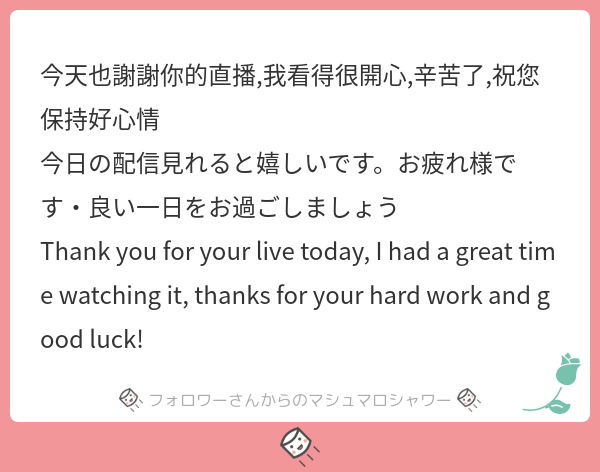 今天也謝謝你的直播,我看得很開心,辛苦了,祝您
保持好心情
今日の配信見れると嬉しいです。お疲れ様で
す・良い一日をお過ごしましょう
Thank you for your live today, I had a great tim
e watching it, thanks for your hard work and g
ood luck!
フォロワーさんからのマシュマロシャワー